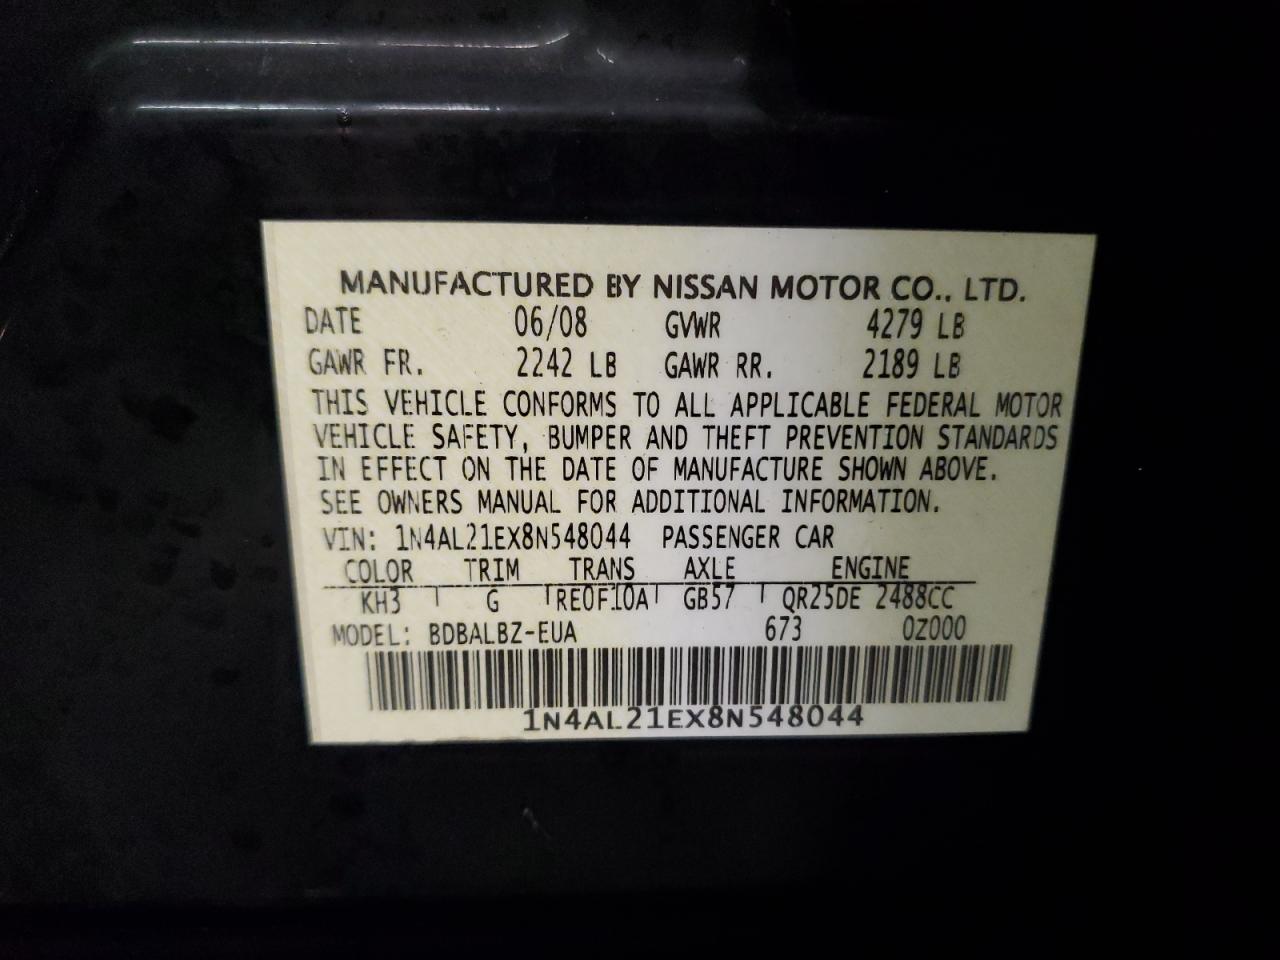 MANUFACTURED BY NISSAN MOTOR CO., LTD.
DATE 06/08 GVWR 4279 LB
GAWR FR. 2242 LB GAWR RR. 2189 LB
THIS VEHICLE CONFORMS TO ALL APPLICABLE FEDERAL MOTOR
VEHICLE SAFETY, BUMPER AND THEFT PREVENTION STANDARDS
IN EFFECT ON THE DATE OF MANUFACTURE SHOWN ABOVE.
SEE OWNERS MANUAL FOR ADDITIONAL INFORMATION.
VIN: 1N4AL21EX8N548044 PASSENGER CAR
COLOR TRIM TRANS AXLE ENGINE
KH3 G RE0F10A GB57 QR25DE 2488CC
MODEL: BDBALBZ-EUA 673 0Z000
1N4AL21EX8N548044